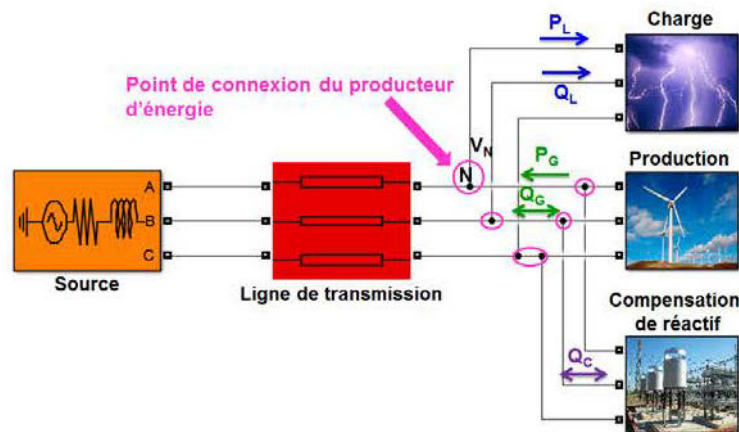 Charge
P_L
Q_L
Point de connexion du producteur
d'énergie
V_N
N
P_G
Q_G
Production
A
B
C
Source
Ligne de transmission
Compensation
de réactif
Q_C